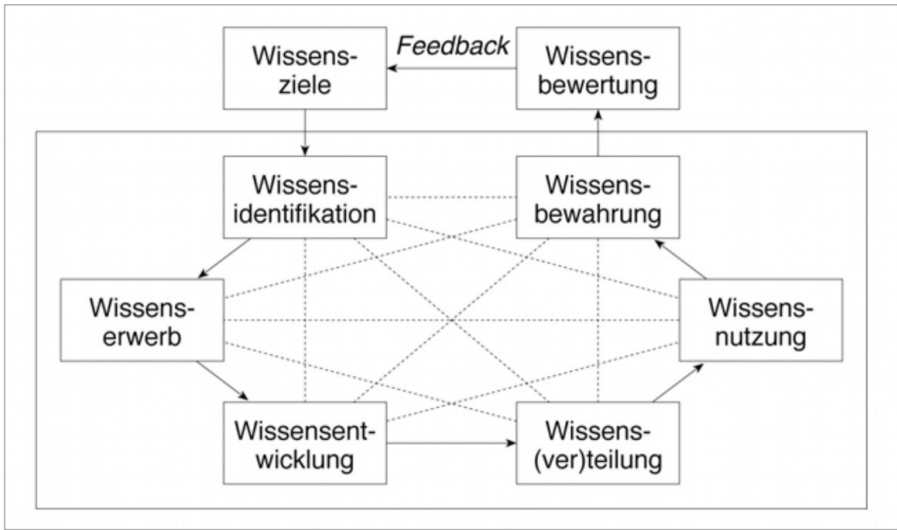 Wissens-
ziele
Feedback
Wissens-
bewertung
Wissens-
identifikation
Wissens-
bewahrung
Wissens-
erwerb
Wissens-
nutzung
Wissensent-
wicklung
Wissens-
(ver)teilung